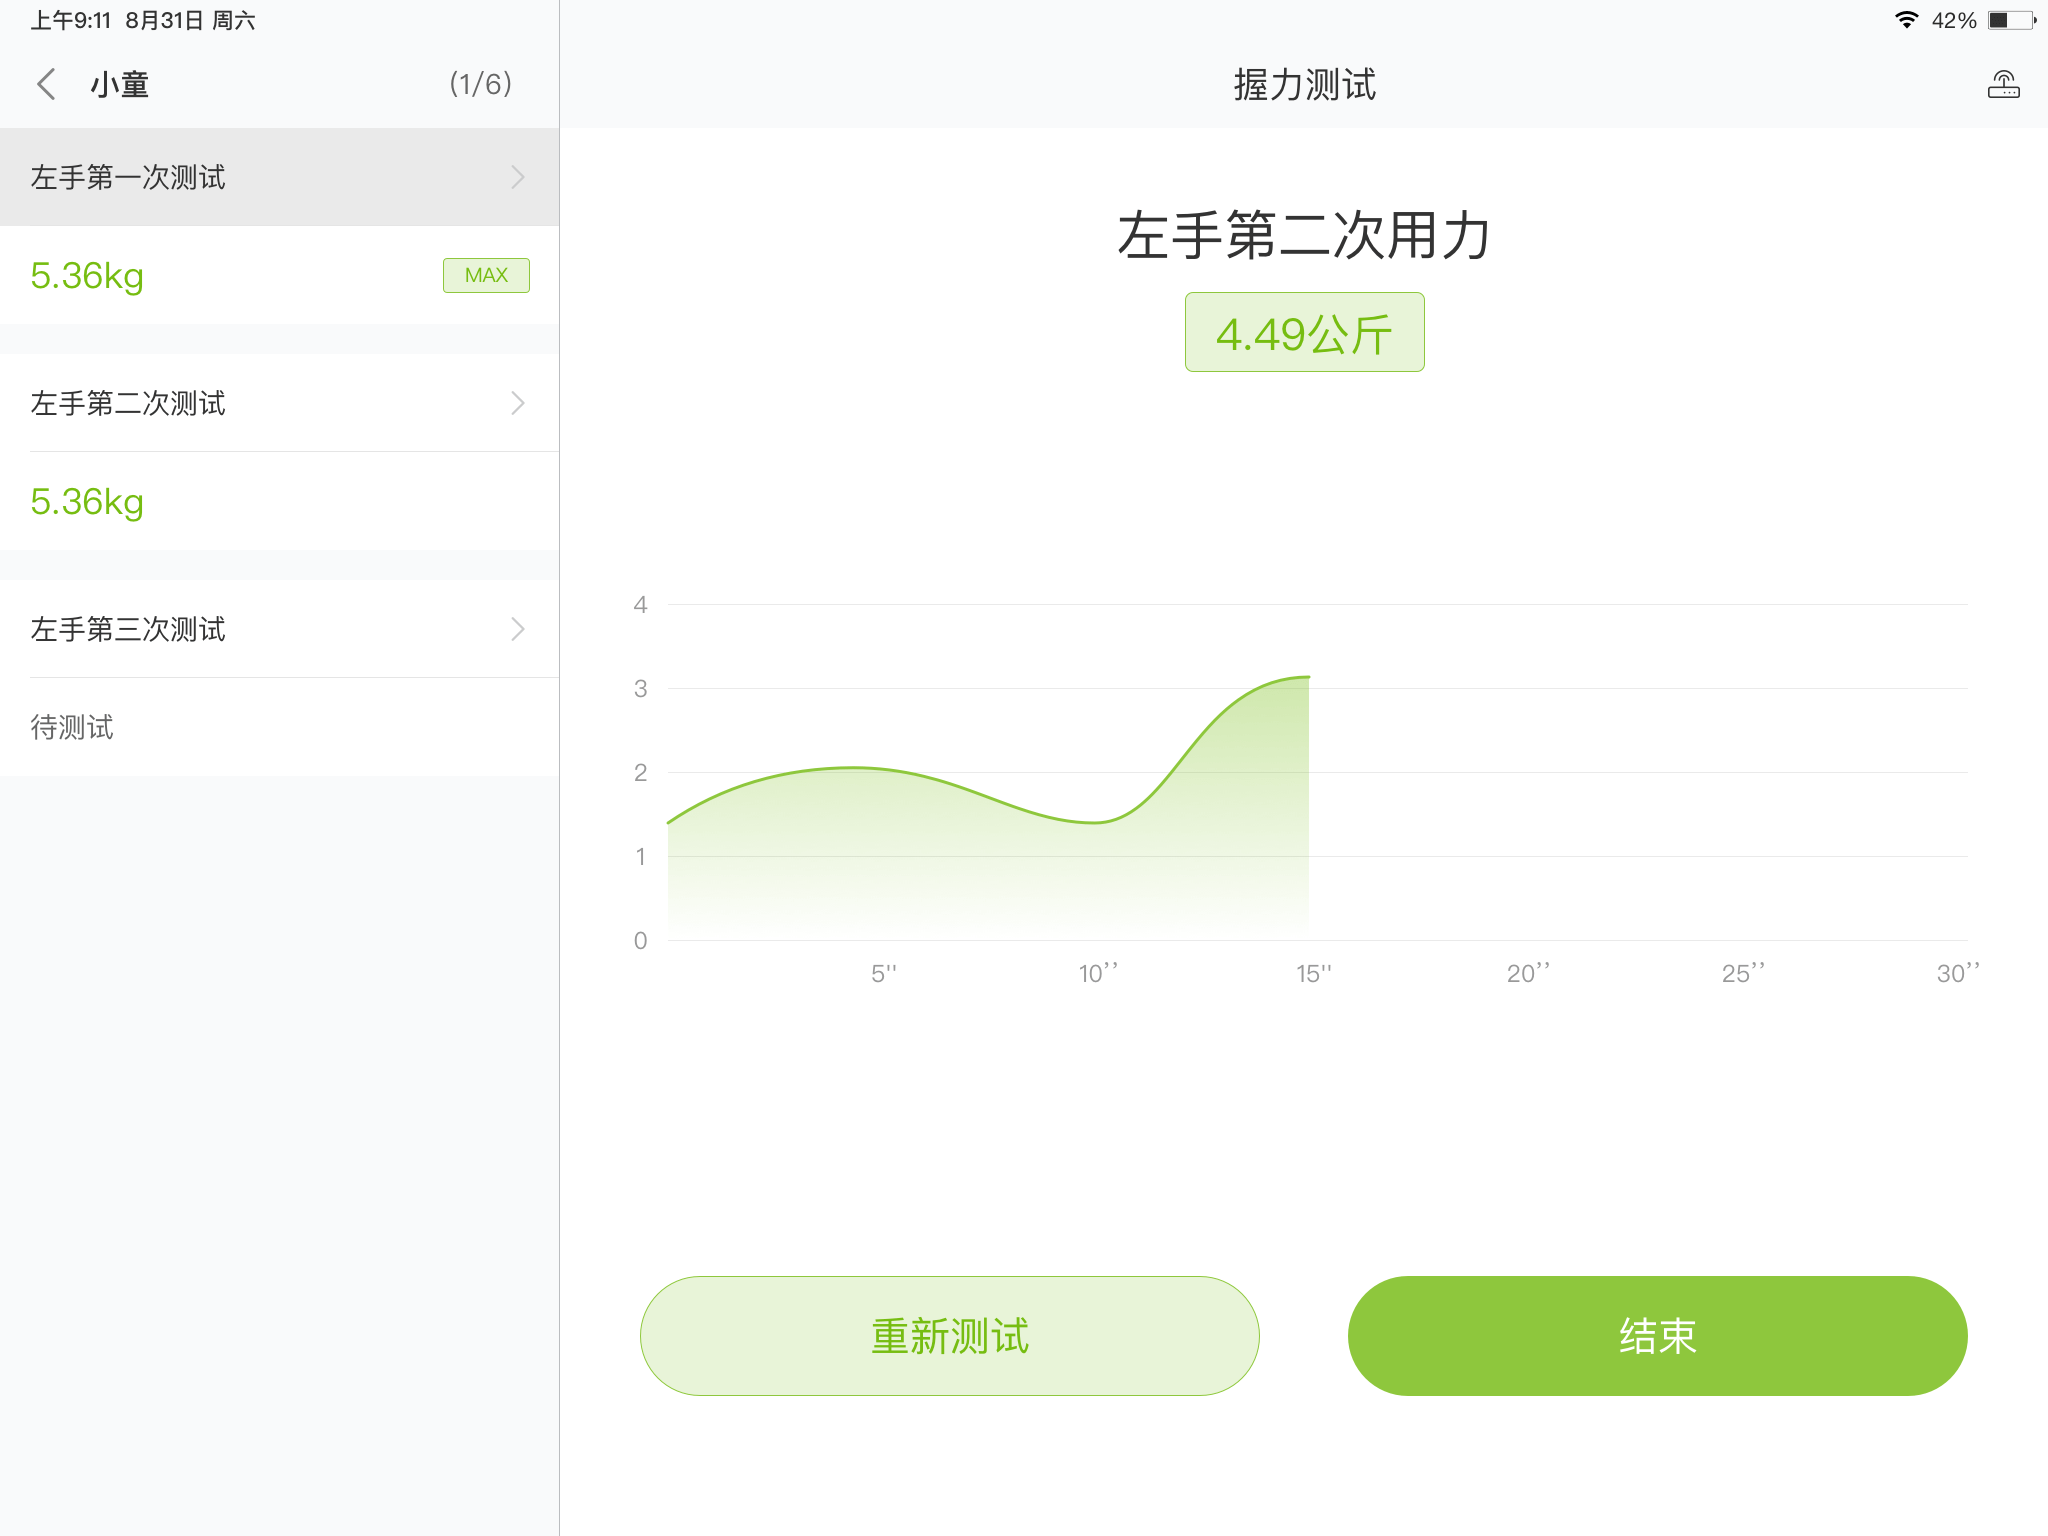 上午9:11 8月31日 周六
42%
小童
(1/6)
握力测试
左手第一次测试
5.36kg
MAX
左手第二次测试
5.36kg
左手第三次测试
待测试
左手第二次用力
4.49公斤
4
3
2
1
0
5''
10’’
15''
20’’
25’’
30’’
重新测试
结束